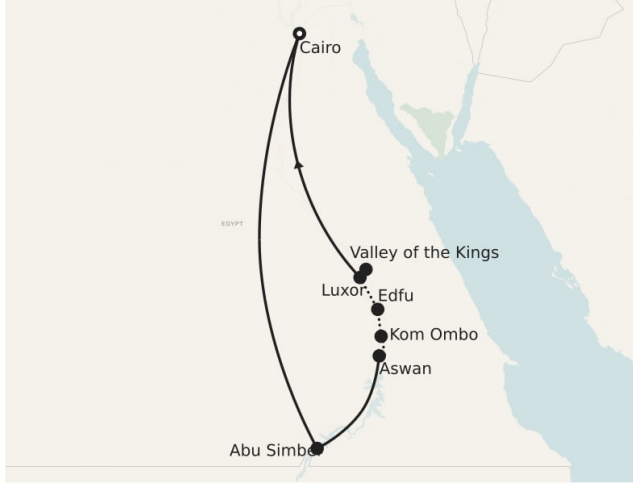 Cairo
EGYPT
Valley of the Kings
Luxor
Edfu
Kom Ombo
Aswan
Abu Simbel